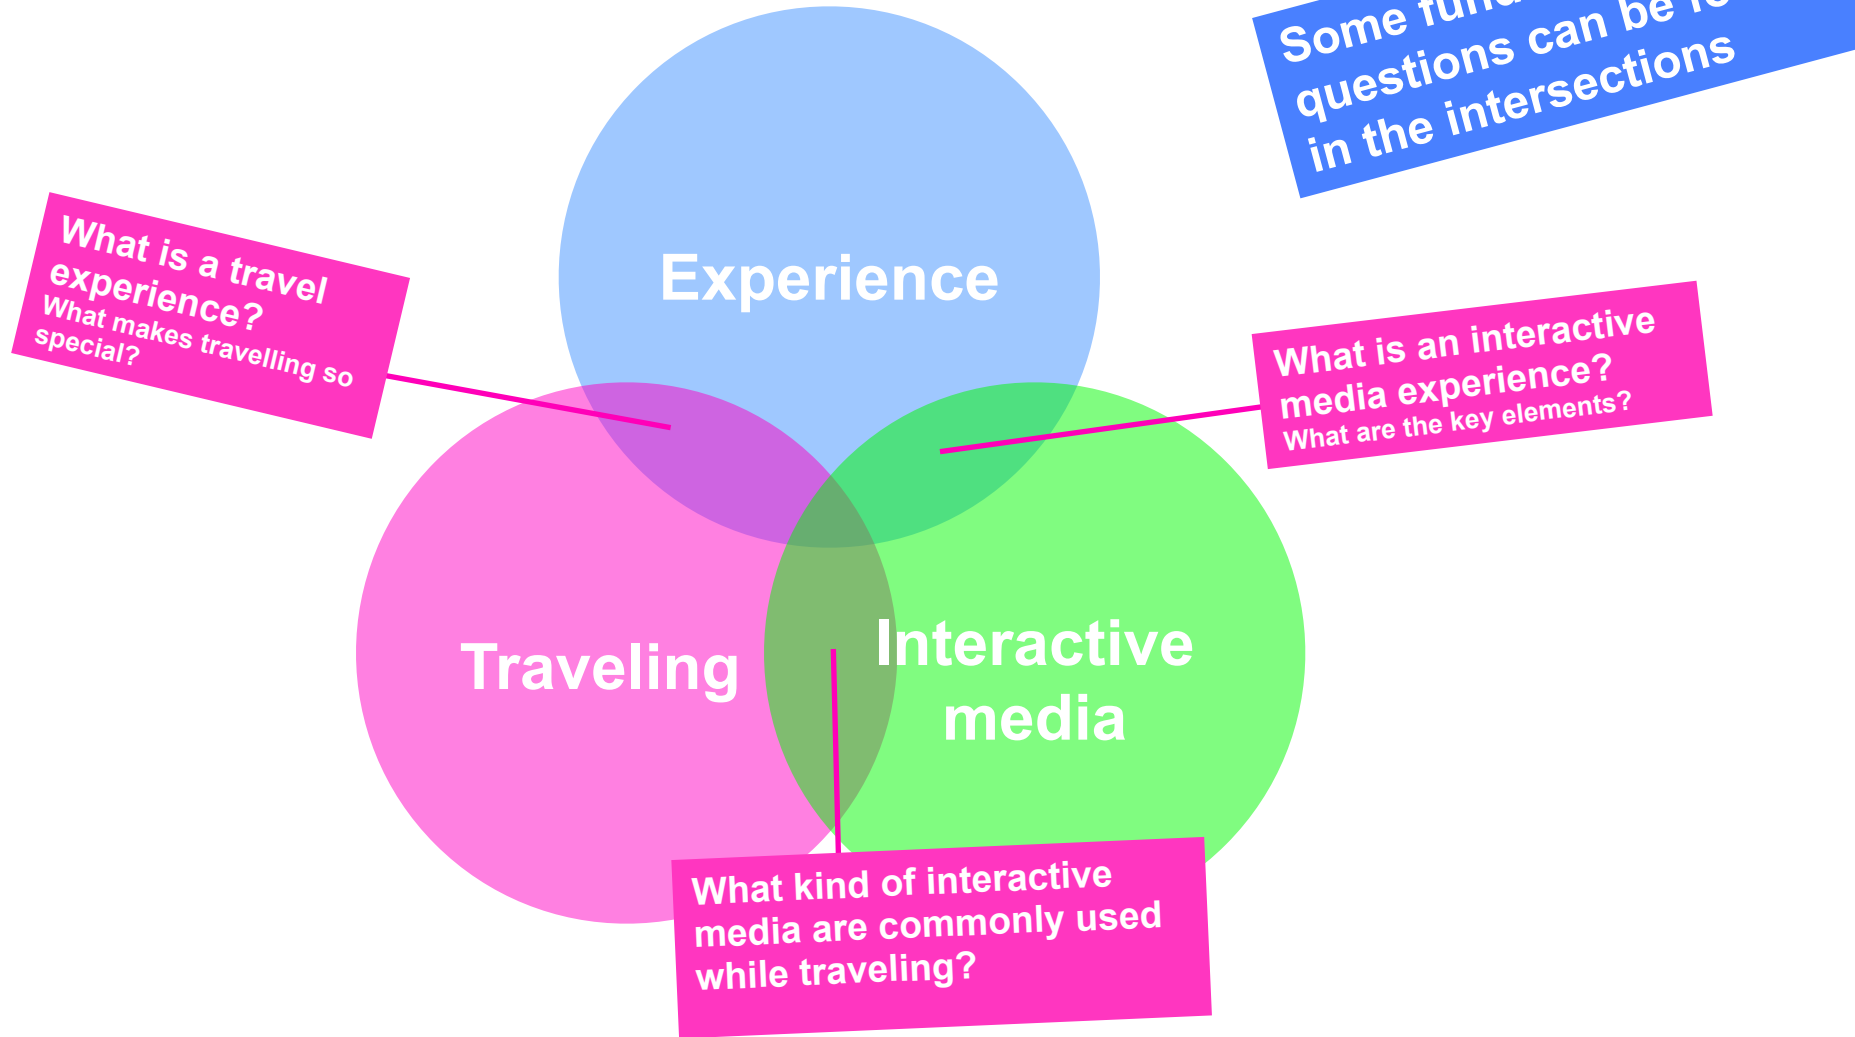 Some
questions can be
in the intersections
What is a travel
experience?
What makes travelling so
special?
Experience
What is an interactive
media experience?
What are the key elements?
Traveling
Interactive
media
What kind of interactive
media are commonly used
while traveling?